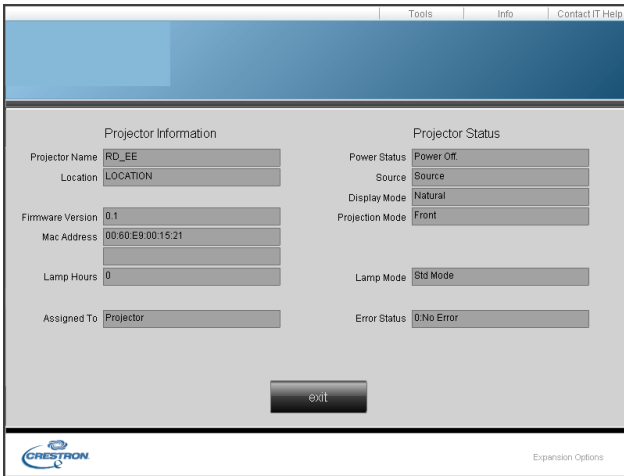 Tools Info Contact IT Help
Projector Information
Projector Name RD_EE
Location LOCATION
Firmware Version 0.1
Mac Address 00:60:E9:00:15:21
Lamp Hours 0
Assigned To Projector
Projector Status
Power Status Power Off.
Source Source
Display Mode Natural
Projection Mode Front
Lamp Mode Std Mode
Error Status 0:No Error
exit
CRESTRON
Expansion Options